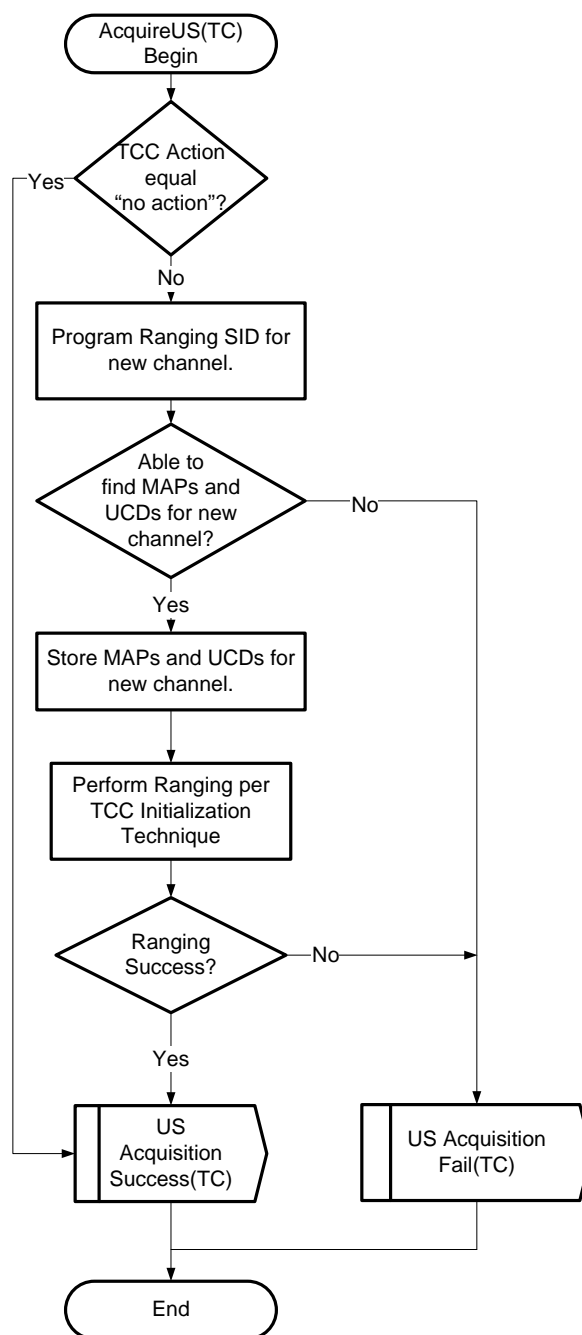 AcquireUS(TC)
Begin
TCC Action
equal
“no action”?
Yes
No
Program Ranging SID for
new channel.
Able to
find MAPs and
UCDs for new
channel?
No
Yes
Store MAPs and UCDs for
new channel.
Perform Ranging per
TCC Initialization
Technique
Ranging
Success?
No
Yes
US
Acquisition
Success(TC)
US Acquisition
Fail(TC)
End